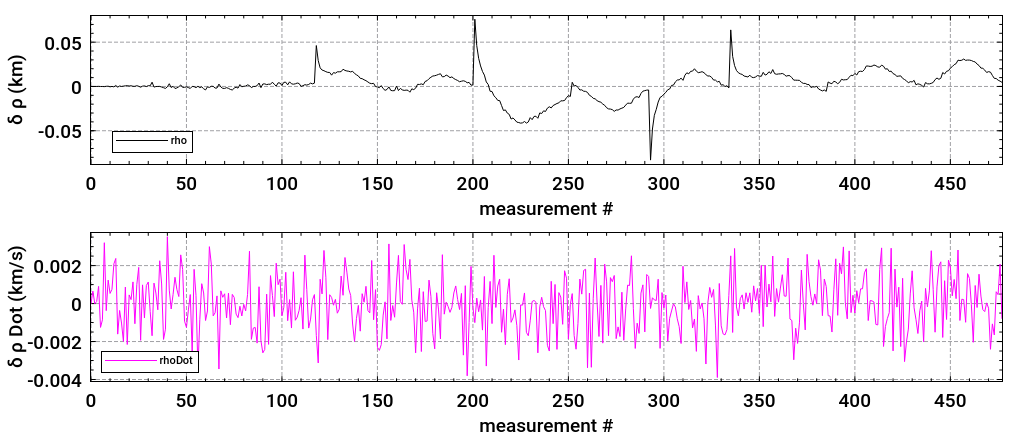 δ ρ (km)
0.05
0
-0.05
rho
0 50 100 150 200 250 300 350 400 450
measurement #
δ ρ Dot (km/s)
0.002
0
-0.002
-0.004
rhoDot
0 50 100 150 200 250 300 350 400 450
measurement #